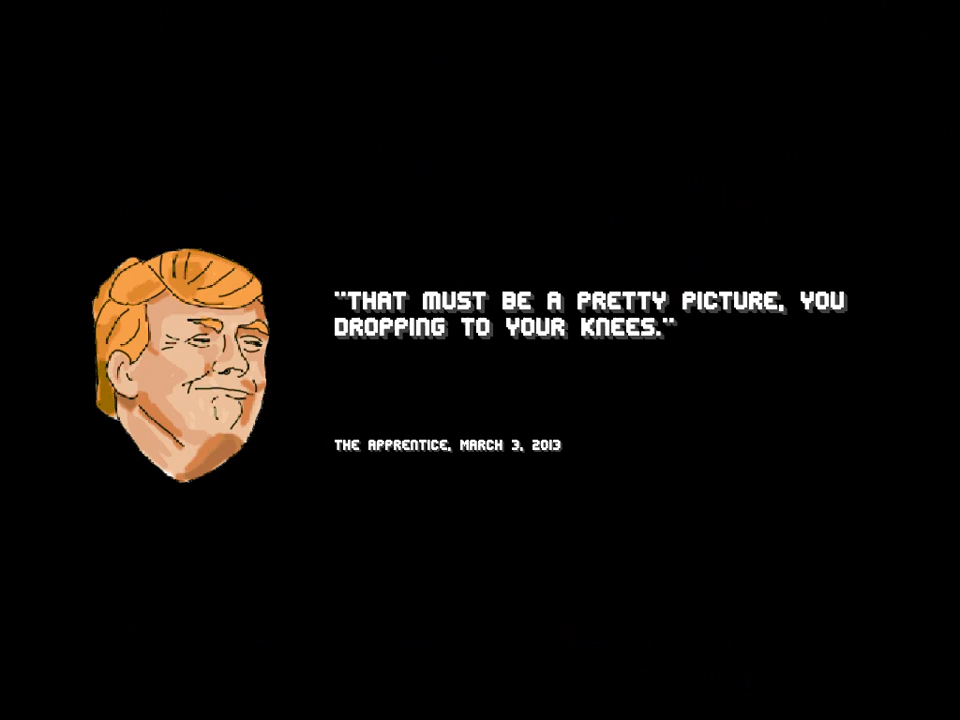 "THAT MUST BE A PRETTY PICTURE, YOU
DROPPING TO YOUR KNEES."
THE APPRENTICE, MARCH 3, 2013